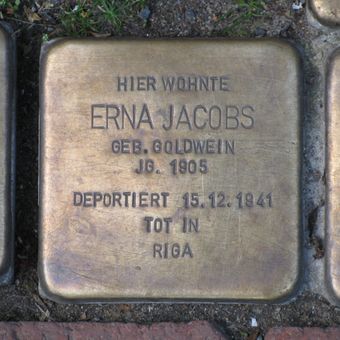 HIER WOHNTE
ERNA JACOBS
GEB. GOLDWEIN
JG. 1905
DEPORTIERT 15.12.1941
TOT IN
RIGA